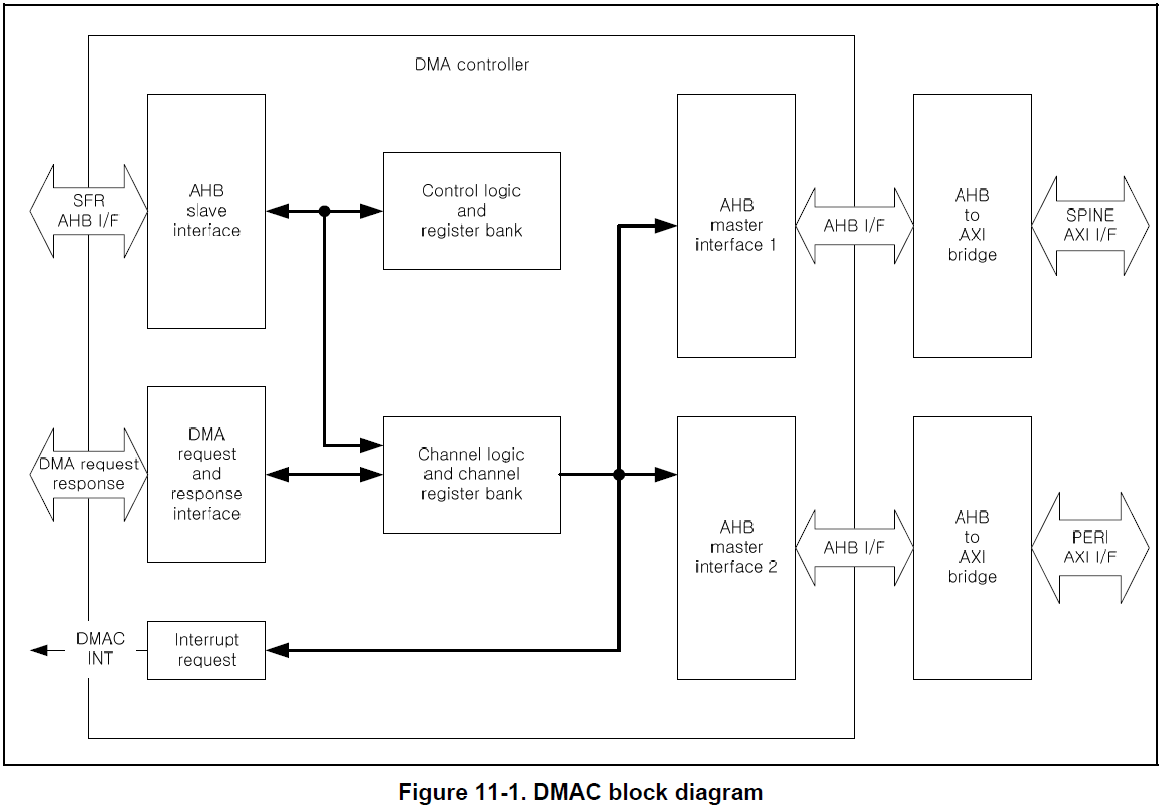 DMA controller
SFR
AHB I/F
AHB
slave
interface
Control logic
and
register bank
AHB
master
interface 1
AHB I/F
AHB
to
AXI
bridge
SPINE
AXI I/F
DMA request
response
DMA
request
and
response
interface
Channel logic
and channel
register bank
AHB
master
interface 2
AHB I/F
AHB
to
AXI
bridge
PERI
AXI I/F
DMAC
INT
Interrupt
request
Figure 11-1. DMAC block diagram